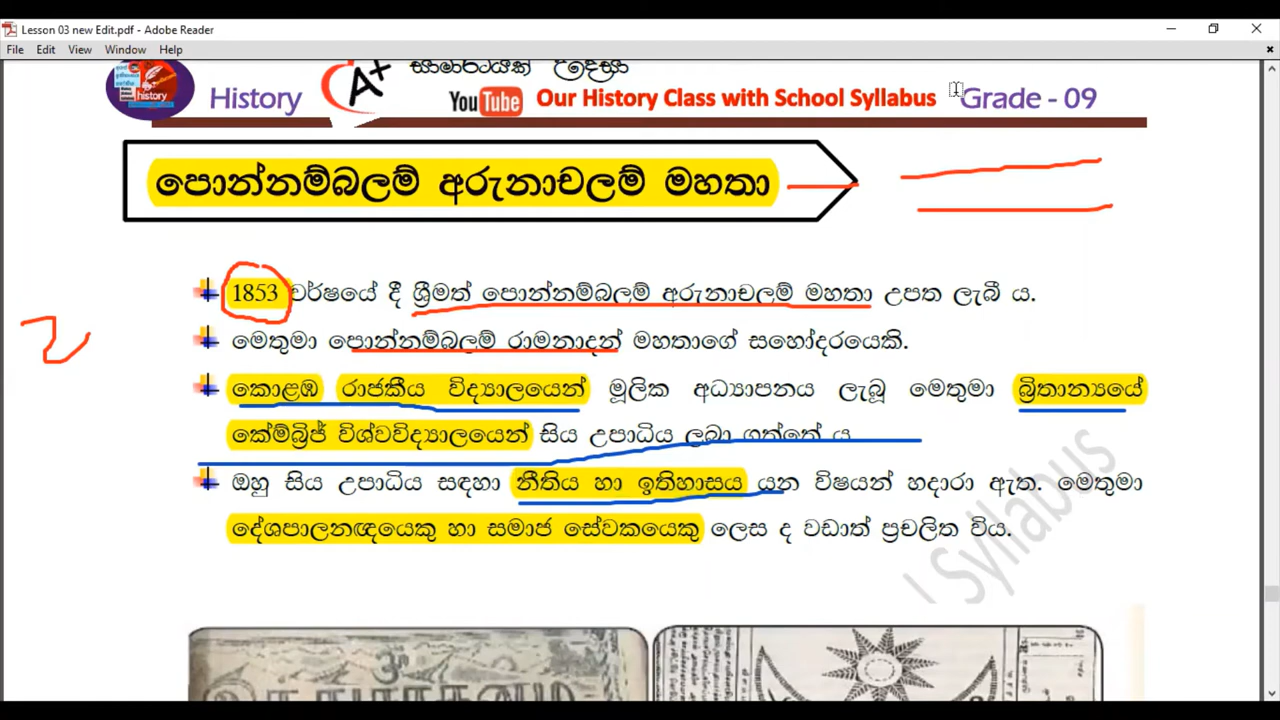 Lesson 03 new Edit.pdf - Adobe Reader
File Edit View Window Help
History A+ YouTube Our History Class with School Syllabus Grade - 09
පොන්නම්බලම් අරුනාචලම් මහතා
1853 වර්ෂයේ දී ශ්‍රීමත් පොන්නම්බලම් අරුනාචලම් මහතා උපත ලැබී ය.
2 මෙතුමා පොන්නම්බලම් රාමනාදන් මහතාගේ සහෝදරයෙකි.
කොළඹ රාජකීය විද්‍යාලයෙන් මූලික අධ්‍යාපනය ලැබූ මෙතුමා බ්‍රිතාන්‍යයේ
කේම්බ්‍රිජ් විශ්වවිද්‍යාලයෙන් සිය උපාධිය ලබා ගත්තේ ය
ඔහු සිය උපාධිය සඳහා නීතිය හා ඉතිහාසය යන විෂයන් හදාරා ඇත. මෙතුමා
දේශපාලනඥයෙකු හා සමාජ සේවකයෙකු ලෙස ද වඩාත් ප්‍රචලිත විය.
Syllabus